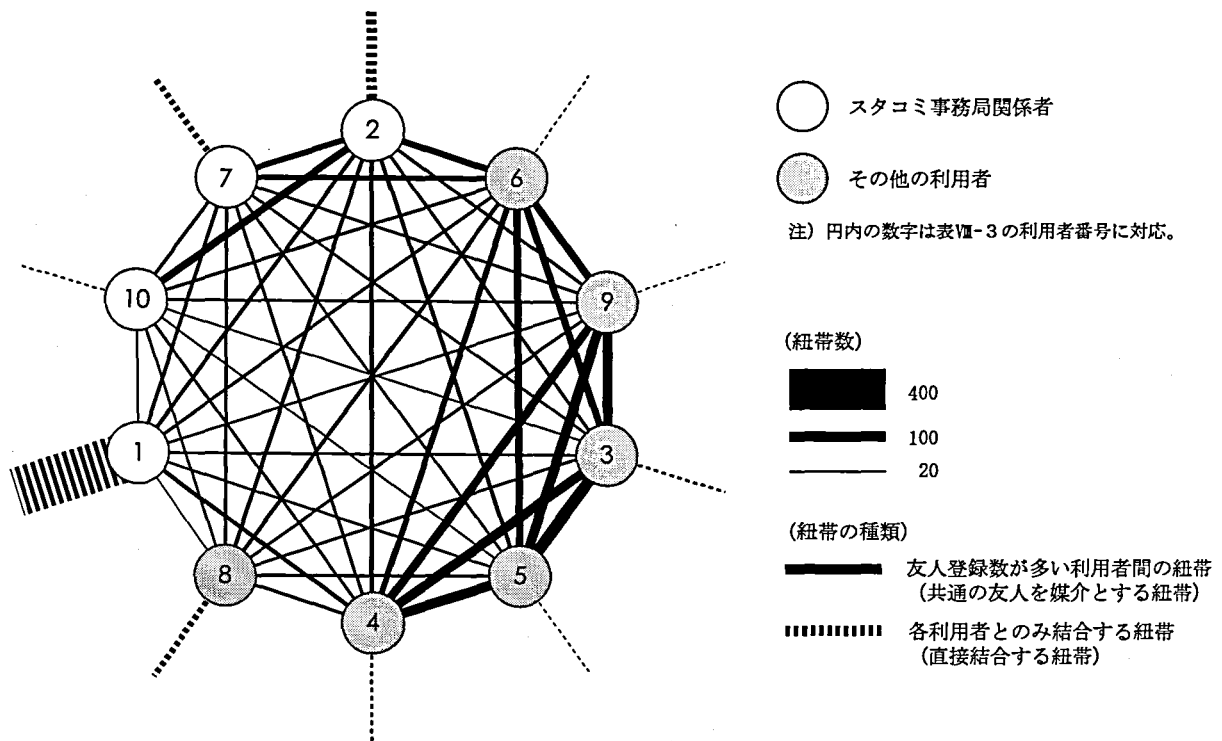 2
7
6
10
9
1
3
8
5
4
スタコミ事務局関係者
その他の利用者
注) 円内の数字は表Ⅷ-3の利用者番号に対応。
(紐帯数)
400
100
20
(紐帯の種類)
友人登録数が多い利用者間の紐帯
(共通の友人を媒介とする紐帯)
各利用者とのみ結合する紐帯
(直接結合する紐帯)